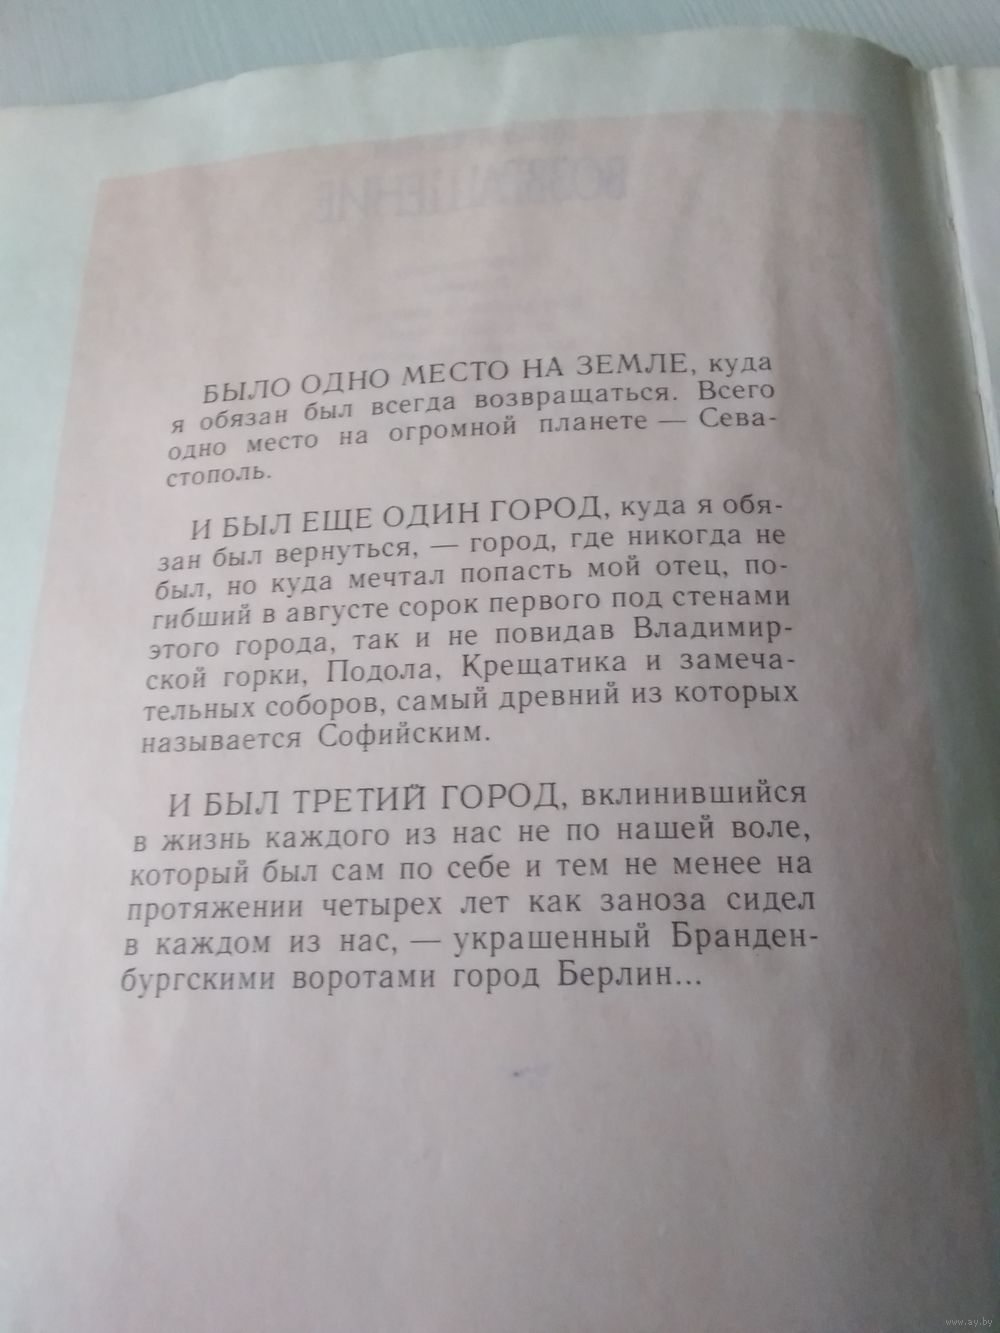 БЫЛО ОДНО МЕСТО НА ЗЕМЛЕ, куда
я обязан был всегда возвращаться. Всего
одно место на огромной планете — Сева-
стополь.
И БЫЛ ЕЩЕ ОДИН ГОРОД, куда я обя-
зан был вернуться, — город, где никогда не
был, но куда мечтал попасть мой отец, по-
гибший в августе сорок первого под стенами
этого города, так и не повидав Владимир-
ской горки, Подола, Крещатика и замеча-
тельных соборов, самый древний из которых
называется Софийским.
И БЫЛ ТРЕТИЙ ГОРОД, вклинившийся
в жизнь каждого из нас не по нашей воле,
который был сам по себе и тем не менее на
протяжении четырех лет как заноза сидел
в каждом из нас, — украшенный Бранден-
бургскими воротами город Берлин...
www.ay.by